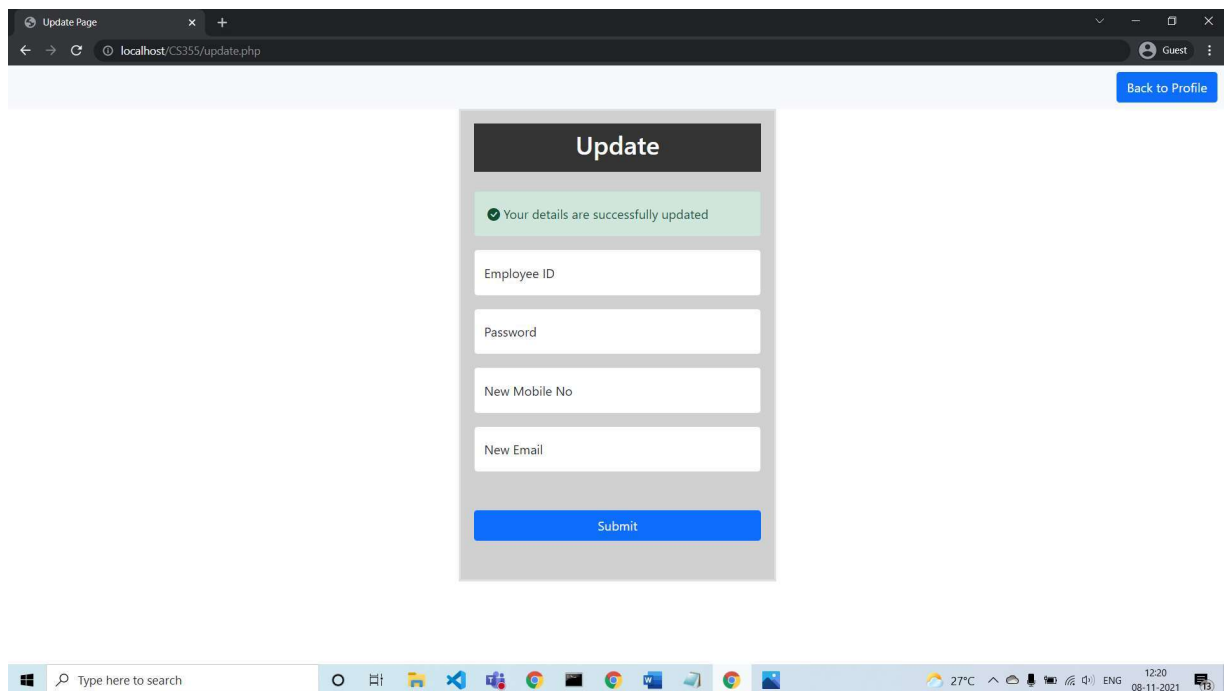 Update Page
localhost/CS355/update.php
Guest
Back to Profile
Update
Your details are successfully updated
Employee ID
Password
New Mobile No
New Email
Submit
Type here to search
27°C ENG 12:20
08-11-2021
13